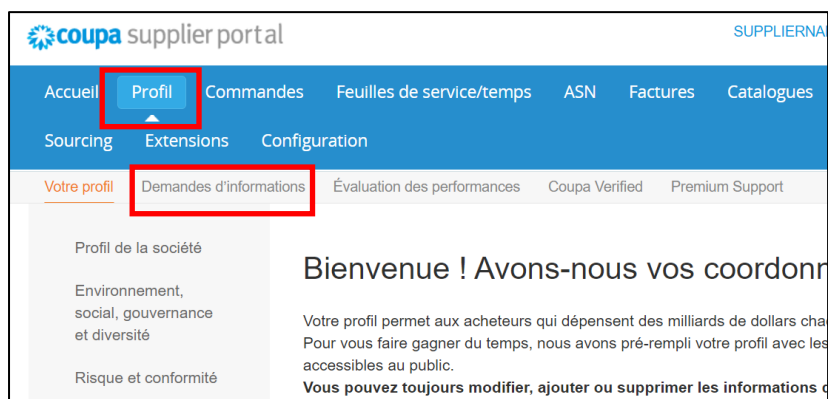 coupa supplier portal
SUPPLIERNA
Accueil Profil Commandes Feuilles de service/temps ASN Factures Catalogues
Sourcing Extensions Configuration
Votre profil Demandes d'informations Évaluation des performances Coupa Verified Premium Support
Profil de la société
Environnement,
social, gouvernance
et diversité
Risque et conformité
Bienvenue ! Avons-nous vos coordonn
Votre profil permet aux acheteurs qui dépensent des milliards de dollars cha
Pour vous faire gagner du temps, nous avons pré-rempli votre profil avec les
accessibles au public.
Vous pouvez toujours modifier, ajouter ou supprimer les informations